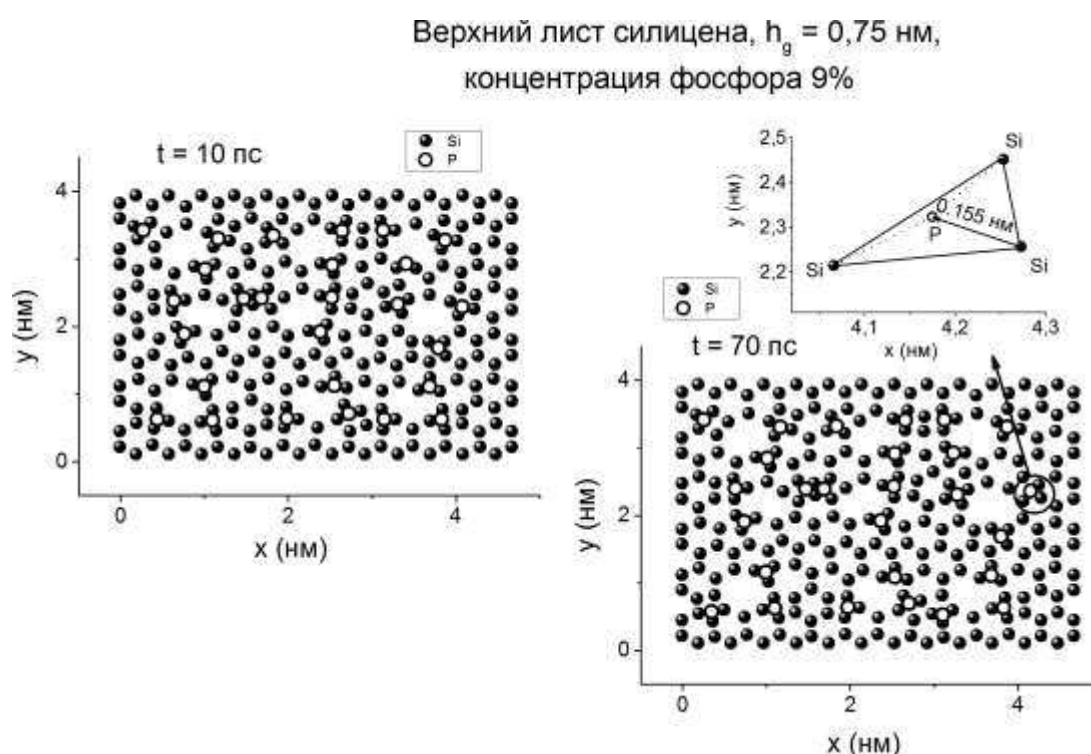 Верхний лист силицена, hg = 0,75 нм,
концентрация фосфора 9%
t = 10 пс
Si
P
4
2
0
y (нм)
0
2
4
x (нм)
2,5
2,4
2,3
2,2
y (нм)
Si
0.155 нм
P
Si
Si
4,1
4,2
4,3
x (нм)
Si
P
t = 70 пс
4
2
0
y (нм)
0
2
4
x (нм)